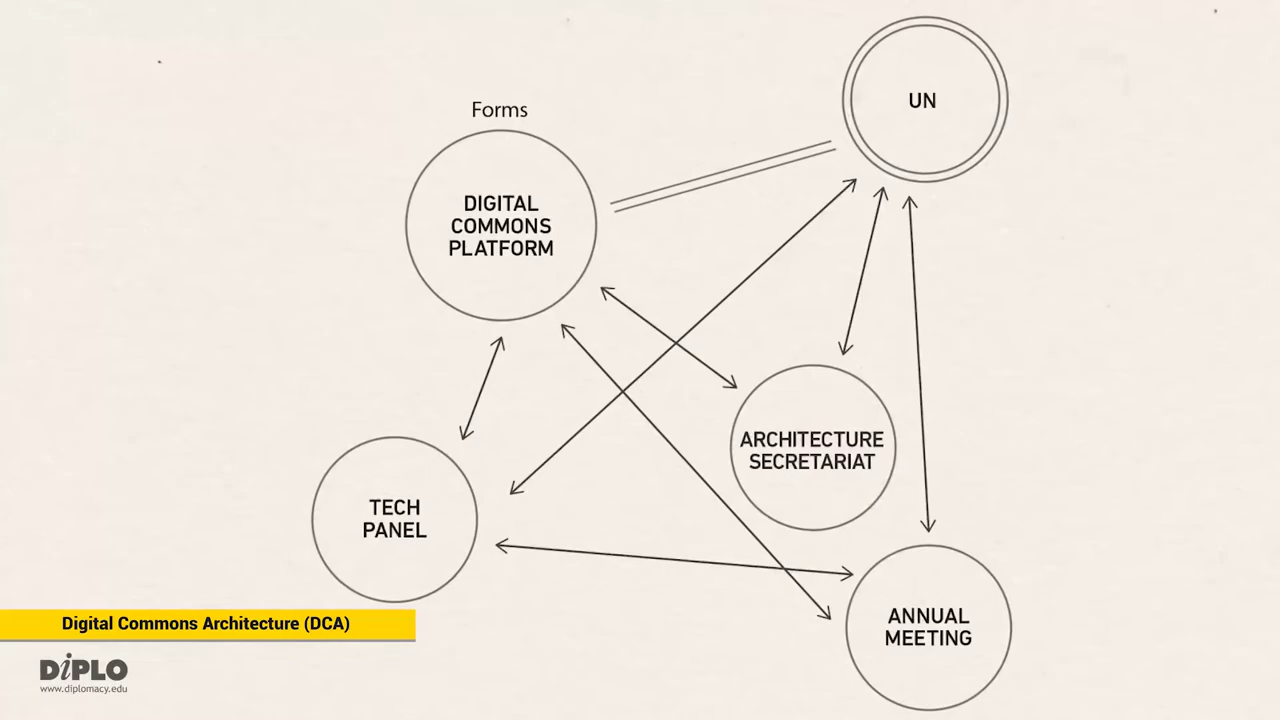 UN
Forms
DIGITAL
COMMONS
PLATFORM
ARCHITECTURE
SECRETARIAT
TECH
PANEL
ANNUAL
MEETING
Digital Commons Architecture (DCA)
DiPLO
www.diplomacy.edu